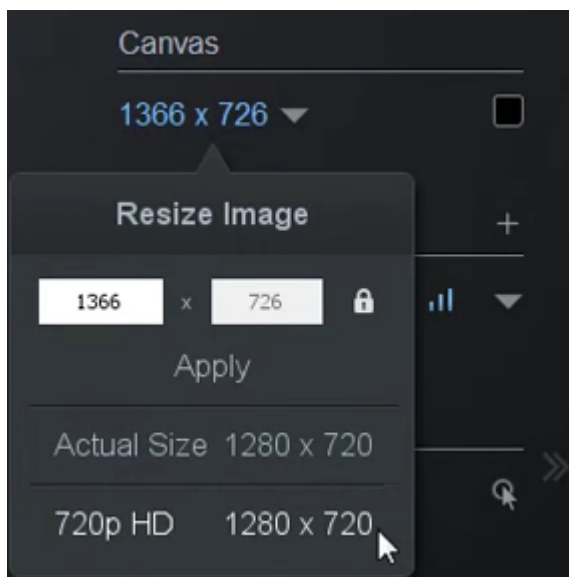 Canvas
1366 x 726
Resize Image
1366 x 726
Apply
Actual Size 1280 x 720
720p HD 1280 x 720